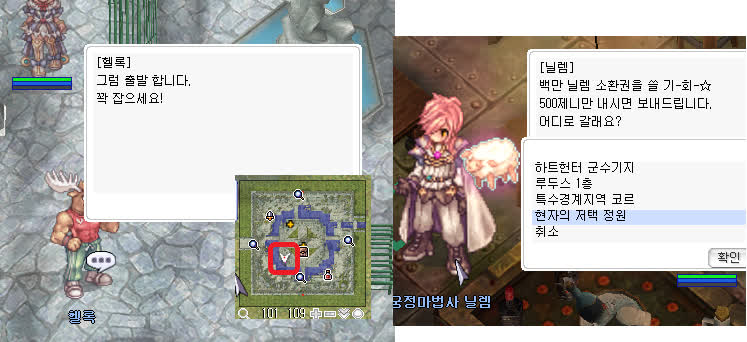 [헬록]
그럼 출발 합니다.
꽉 잡으세요!
헬록
101 109
[닐렘]
백만 닐렘 소환권을 쓸 기-회-☆
500제니만 내시면 보내드립니다.
어디로 갈래요?
하트헌터 군수기지
루두스 1층
특수경계지역 코르
현자의 저택 정원
취소
확인
궁정마법사 닐렘